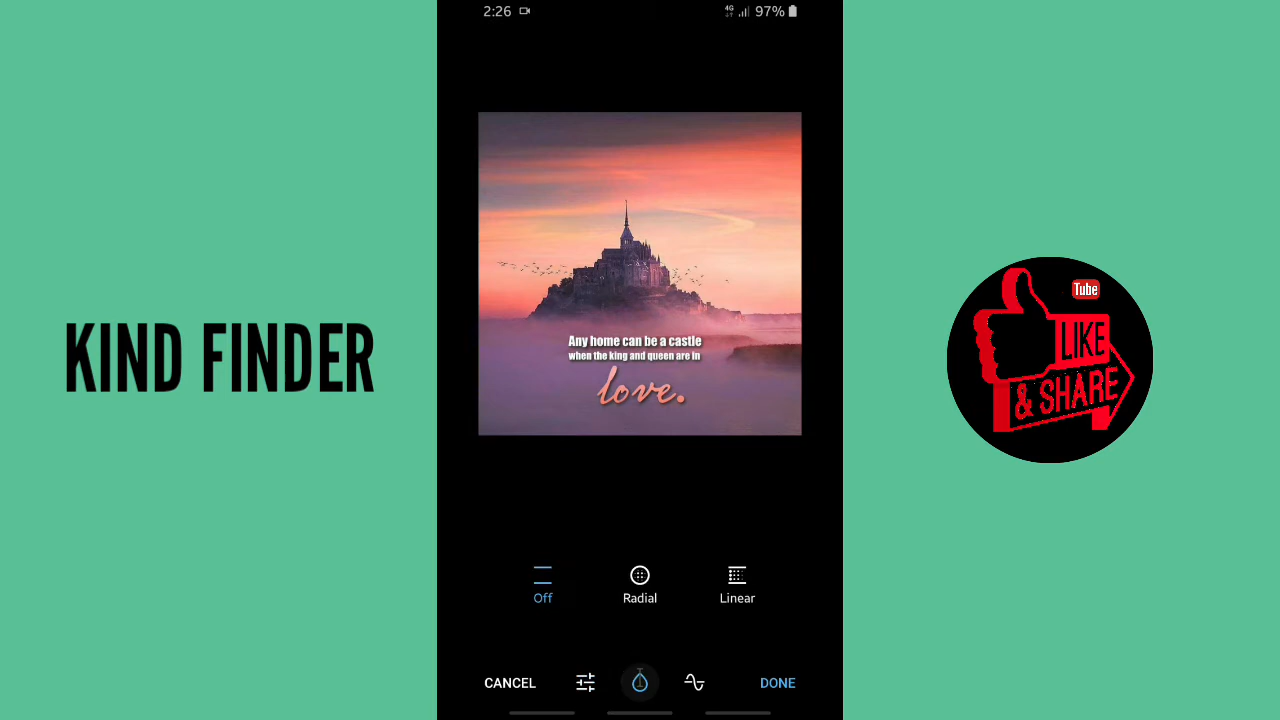 2:26
4G
97%
KIND FINDER
Any home can be a castle
when the king and queen are in
love.
Tube
LIKE
& SHARE
Off
Radial
Linear
CANCEL
DONE